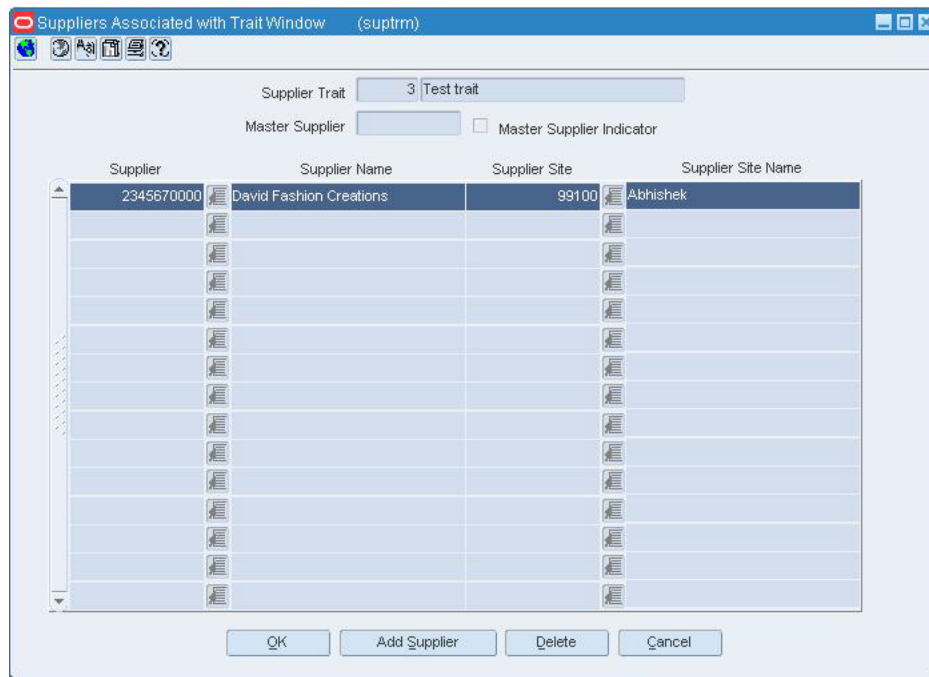 Suppliers Associated with Trait Window (suptrm)
Supplier Trait 3 Test trait
Master Supplier Master Supplier Indicator
Supplier Supplier Name Supplier Site Supplier Site Name
2345670000 David Fashion Creations 99100 Abhishek
OK Add Supplier Delete Cancel